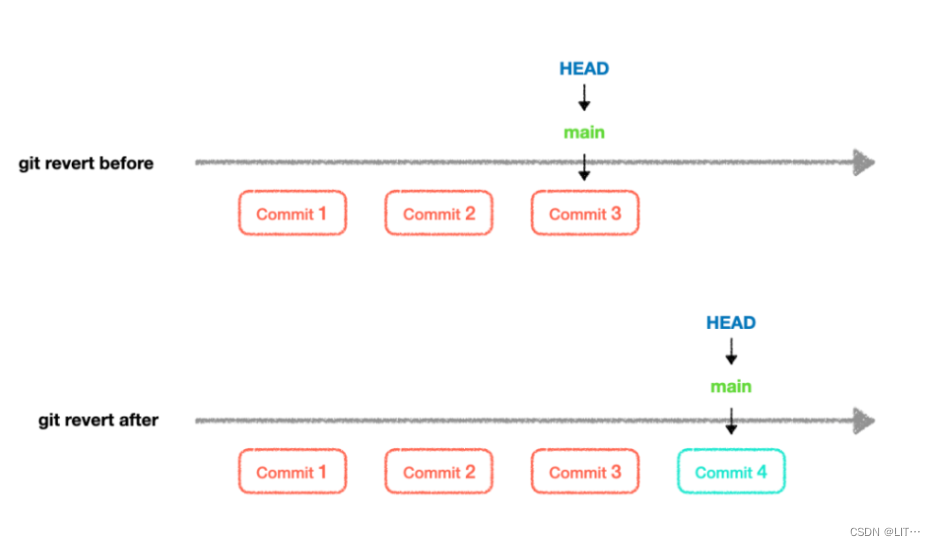 HEAD
main
git revert before
Commit 1
Commit 2
Commit 3
HEAD
main
git revert after
Commit 1
Commit 2
Commit 3
Commit 4
CSDN @LIT…